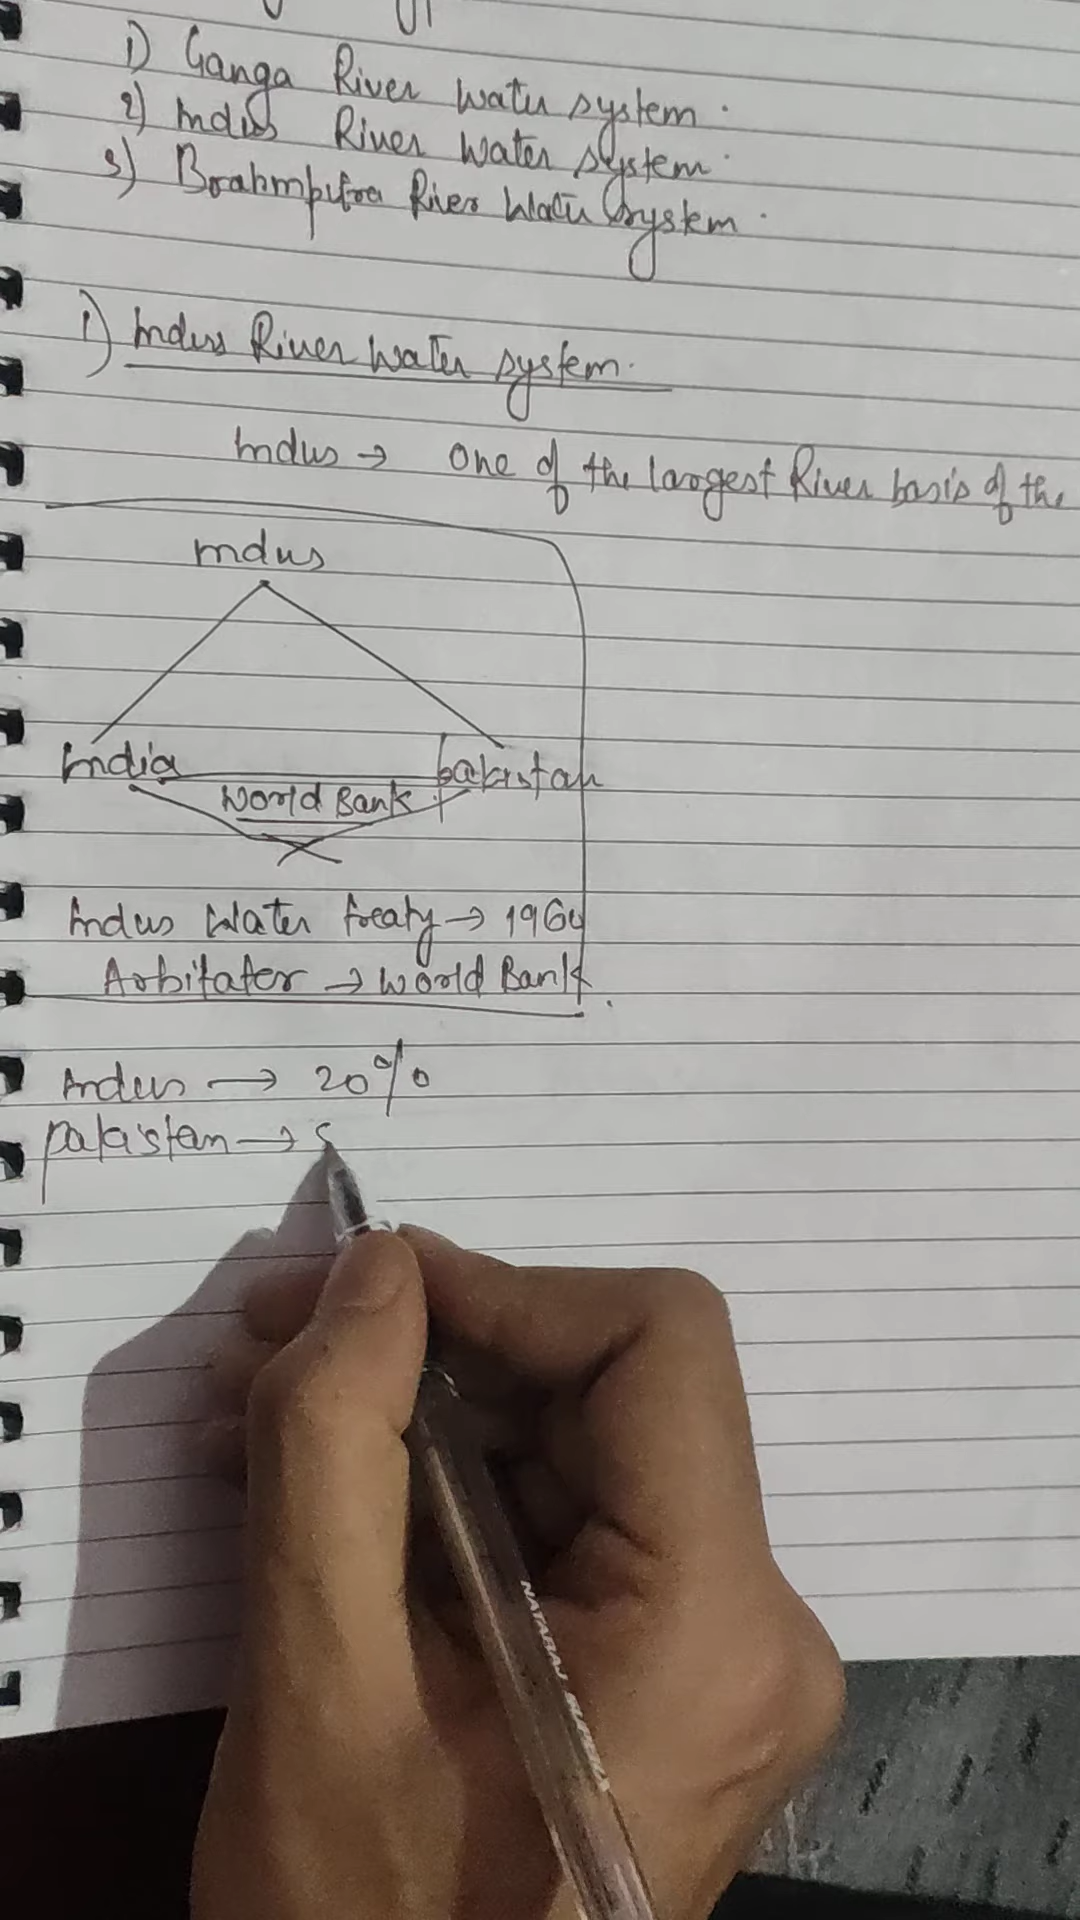 1) Ganga River Water system.
2) Indus River Water system.
3) Brahmputra River Water System.
1) Indus River Water system.
Indus → One of the largest River basis of the
Indus
India Pakistan
World Bank
Indus Water treaty → 1960
Arbitater → World Bank.
Indus → 20%
Pakistan →
NATARAJ